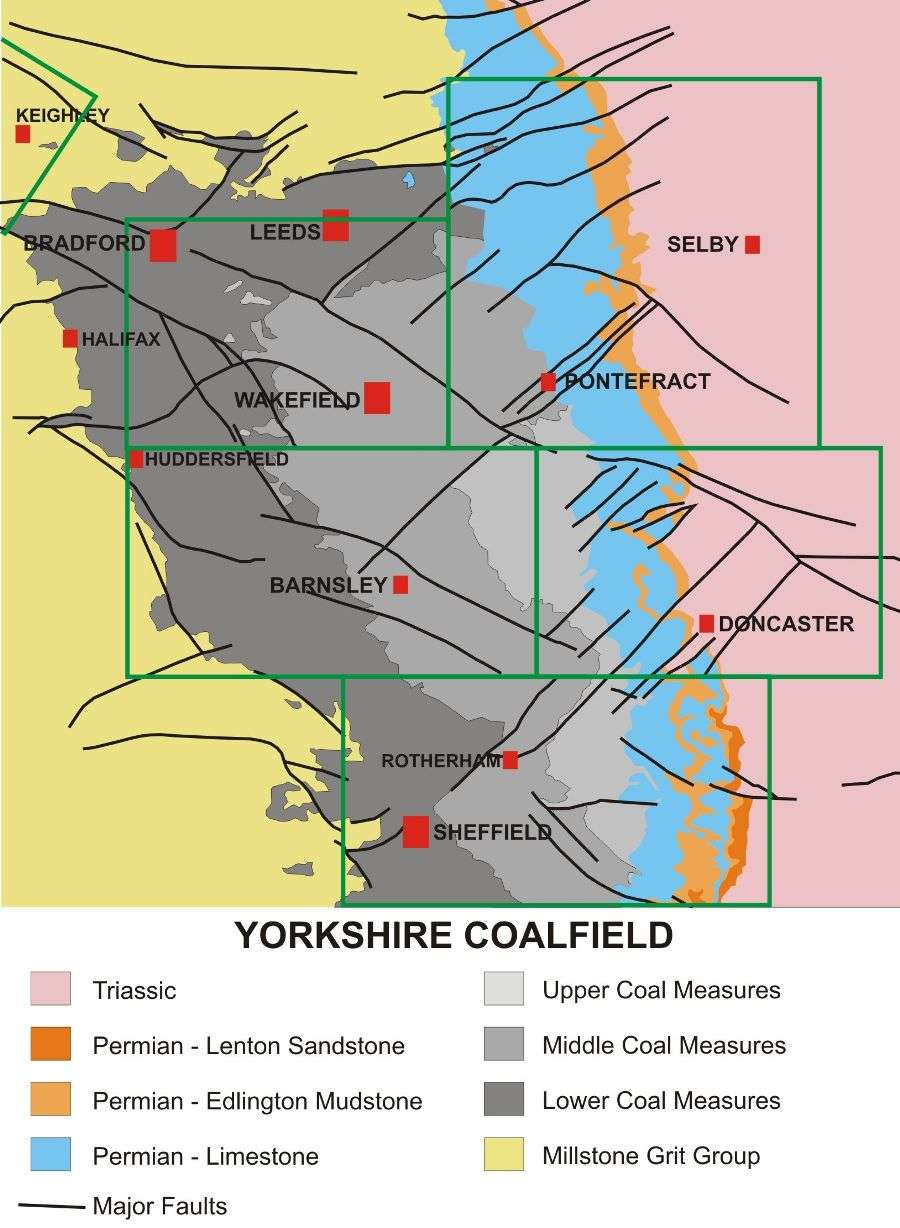 KEIGHLEY
BRADFORD
LEEDS
SELBY
HALIFAX
WAKEFIELD
PONTEFRACT
HUDDERSFIELD
BARNSLEY
DONCASTER
ROTHERHAM
SHEFFIELD
YORKSHIRE COALFIELD
Triassic
Permian - Lenton Sandstone
Permian - Edlington Mudstone
Permian - Limestone
Major Faults
Upper Coal Measures
Middle Coal Measures
Lower Coal Measures
Millstone Grit Group